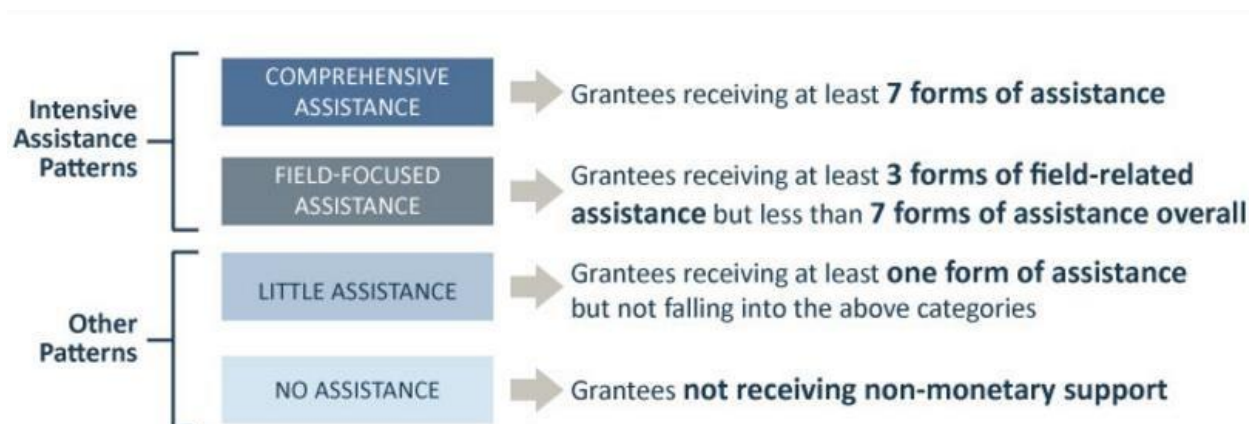 Intensive
Assistance
Patterns
COMPREHENSIVE
ASSISTANCE
Grantees receiving at least 7 forms of assistance
FIELD-FOCUSED
ASSISTANCE
Grantees receiving at least 3 forms of field-related
assistance but less than 7 forms of assistance overall
Other
Patterns
LITTLE ASSISTANCE
Grantees receiving at least one form of assistance
but not falling into the above categories
NO ASSISTANCE
Grantees not receiving non-monetary support